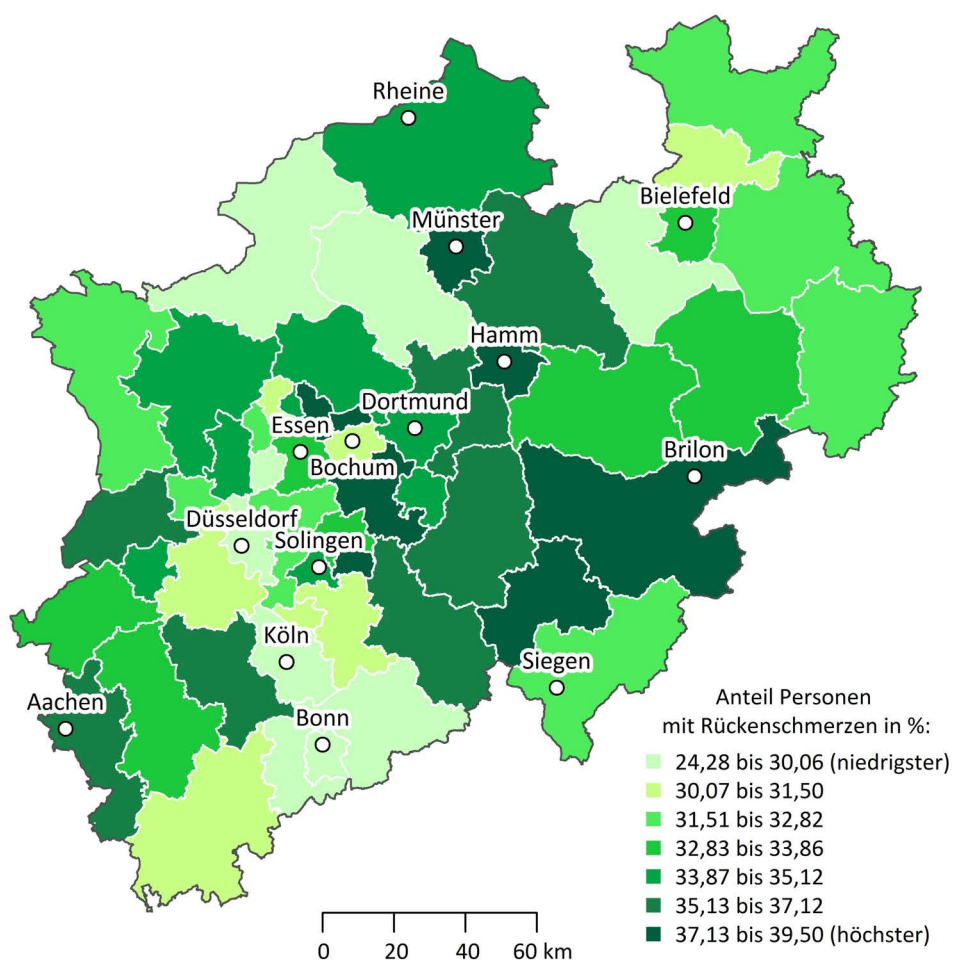 Rheine
Bielefeld
Münster
Hamm
Dortmund
Essen
Bochum
Brilon
Düsseldorf
Solingen
Köln
Siegen
Aachen
Bonn
Anteil Personen
mit Rückenschmerzen in %:
24,28 bis 30,06 (niedrigster)
30,07 bis 31,50
31,51 bis 32,82
32,83 bis 33,86
33,87 bis 35,12
35,13 bis 37,12
37,13 bis 39,50 (höchster)
0 20 40 60 km